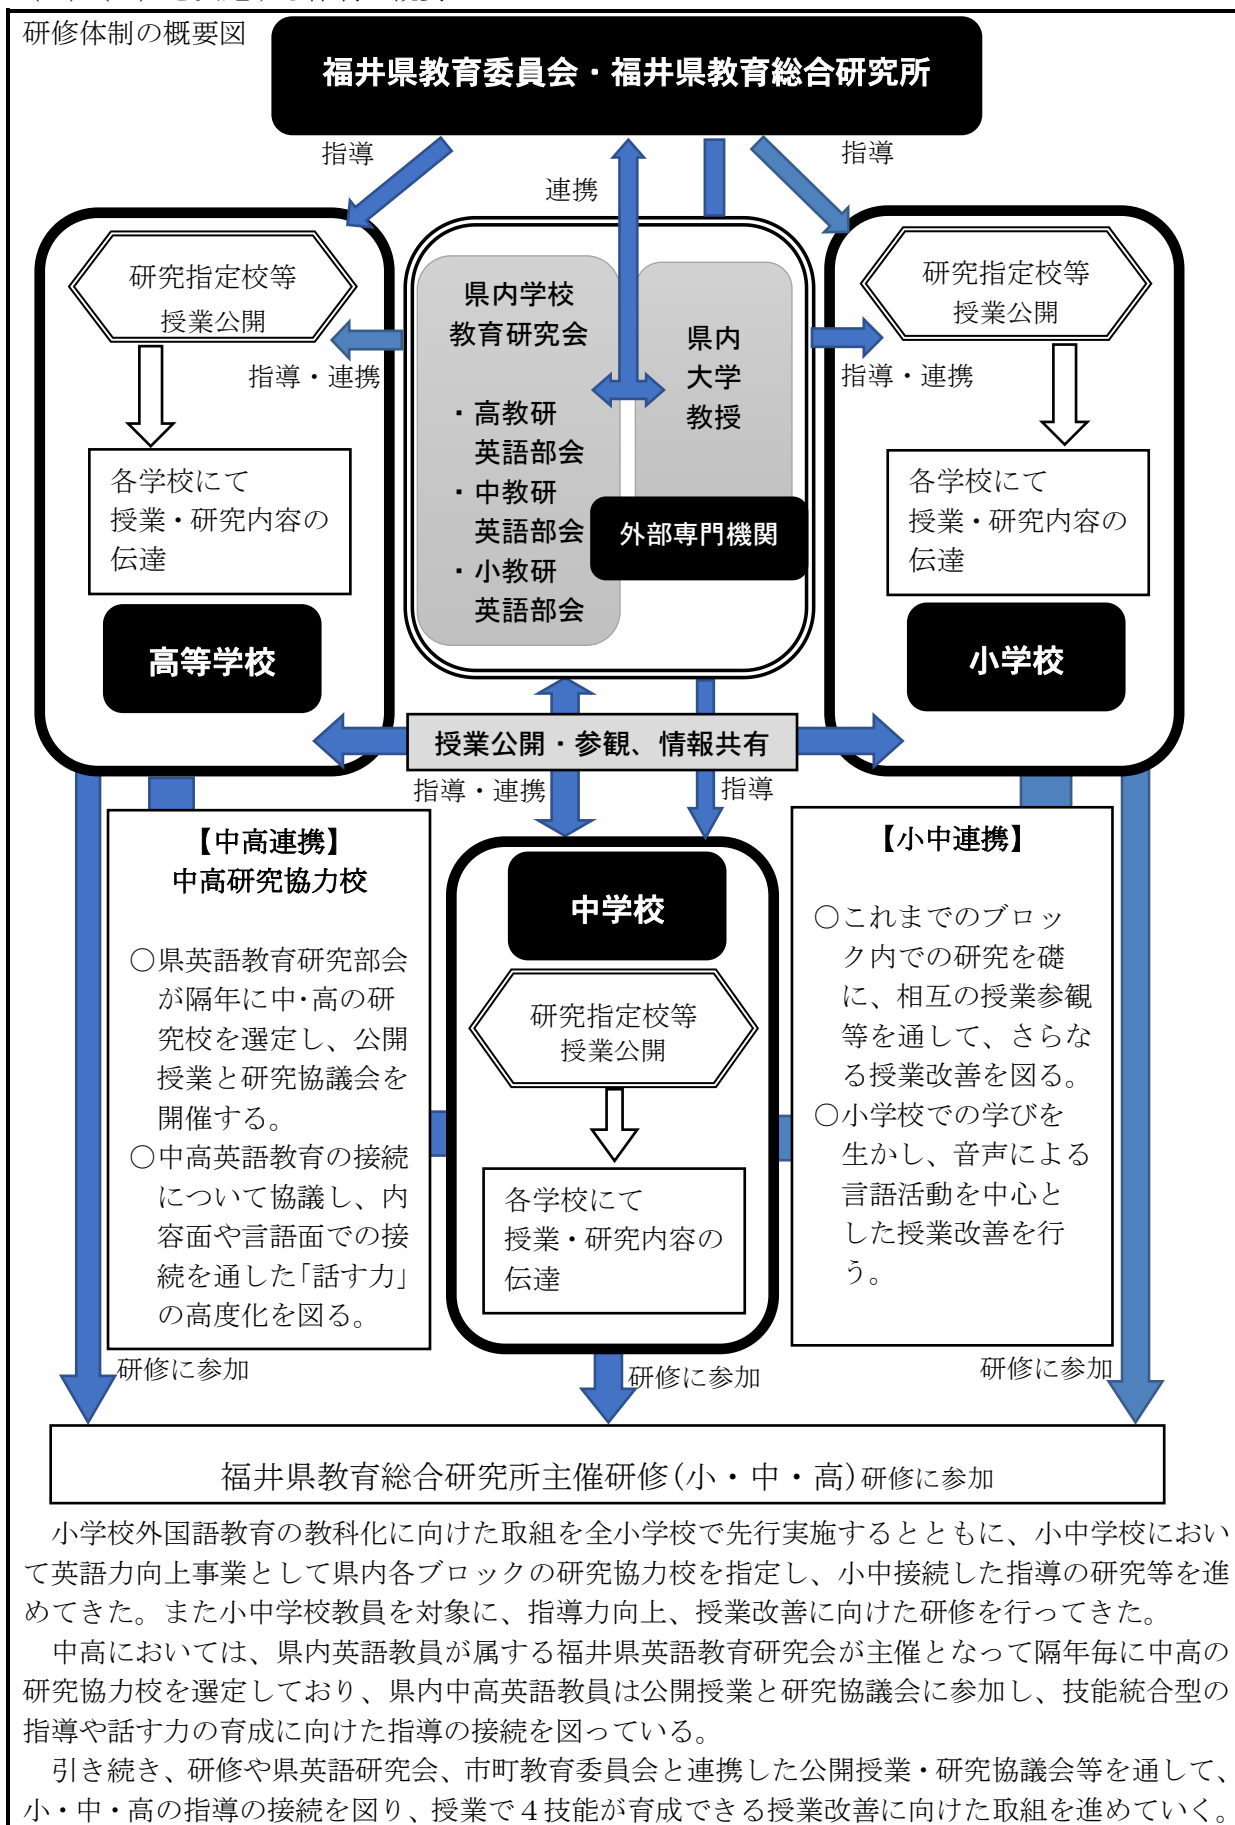 研修体制の概要図
福井県教育委員会・福井県教育総合研究所
指導
連携
指導
研究指定校等
授業公開
各学校にて
授業・研究内容の
伝達
高等学校
指導・連携
県内学校
教育研究会
・高教研
英語部会
・中教研
英語部会
・小教研
英語部会
県内
大学
教授
外部専門機関
指導・連携
研究指定校等
授業公開
各学校にて
授業・研究内容の
伝達
小学校
授業公開・参観、情報共有
指導・連携
指導
【中高連携】
中高研究協力校
○県英語教育研究部会
が隔年に中・高の研
究校を選定し、公開
授業と研究協議会を
開催する。
○中高英語教育の接続
について協議し、内
容面や言語面での接
続を通した「話す力」
の高度化を図る。
中学校
研究指定校等
授業公開
各学校にて
授業・研究内容の
伝達
【小中連携】
○これまでのブロッ
ク内での研究を礎
に、相互の授業参観
等を通して、さらな
る授業改善を図る。
○小学校での学びを
生かし、音声による
言語活動を中心と
した授業改善を行
う。
研修に参加
研修に参加
研修に参加
福井県教育総合研究所主催研修(小・中・高)研修に参加
小学校外国語教育の教科化に向けた取組を全小学校で先行実施するとともに、小中学校におい
て英語力向上事業として県内各ブロックの研究協力校を指定し、小中接続した指導の研究等を進
めてきた。また小中学校教員を対象に、指導力向上、授業改善に向けた研修を行ってきた。
中高においては、県内英語教員が属する福井県英語教育研究会が主催となって隔年毎に中高の
研究協力校を選定しており、県内中高英語教員は公開授業と研究協議会に参加し、技能統合型の
指導や話す力の育成に向けた指導の接続を図っている。
引き続き、研修や県英語研究会、市町教育委員会と連携した公開授業・研究協議会等を通して、
小・中・高の指導の接続を図り、授業で４技能が育成できる授業改善に向けた取組を進めていく。